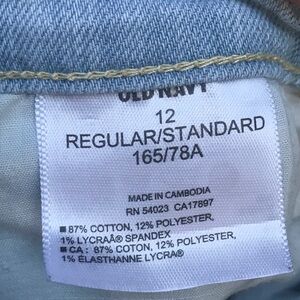 OLD NAVY
12
REGULAR/STANDARD
165/78A
MADE IN CAMBODIA
RN 54023 CA17897
■ 87% COTTON, 12% POLYESTER,
1% LYCRAÂ® SPANDEX
■ CA : 87% COTON, 12% POLYESTER,
1% ÉLASTHANNE LYCRA®